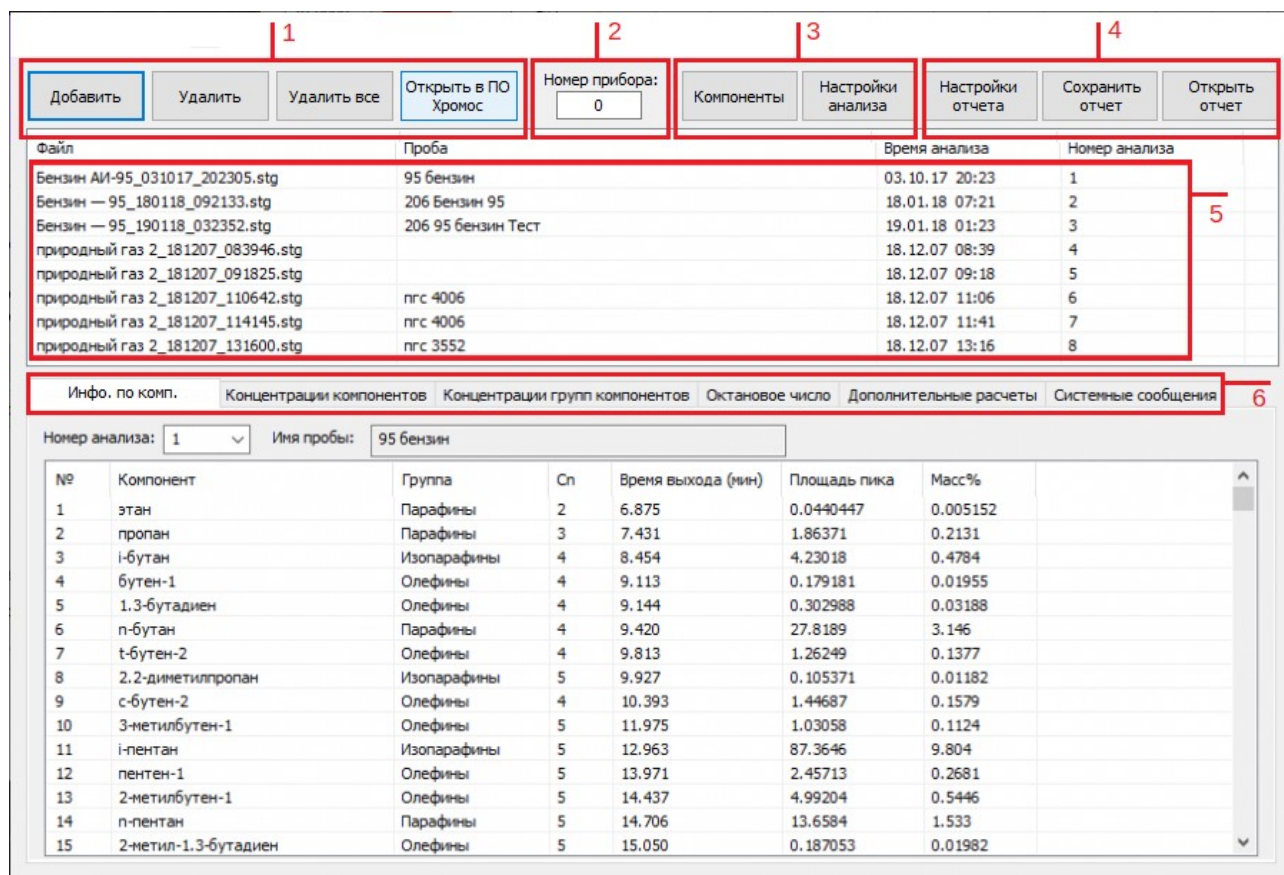 1 2 3 4
Добавить Удалить Удалить все Открыть в ПО Хромос Номер прибора: 0 Компоненты Настройки анализа Настройки отчета Сохранить отчет Открыть отчет
Файл Проба Время анализа Номер анализа
Бензин АИ-95_031017_202305.stg 95 бензин 03.10.17 20:23 1
Бензин — 95_180118_092133.stg 206 Бензин 95 18.01.18 07:21 2
Бензин — 95_190118_032352.stg 206 95 бензин Тест 19.01.18 01:23 3
5
природный газ 2_181207_083946.stg 18.12.07 08:39 4
природный газ 2_181207_091825.stg 18.12.07 09:18 5
природный газ 2_181207_110642.stg пгс 4006 18.12.07 11:06 6
природный газ 2_181207_114145.stg пгс 4006 18.12.07 11:41 7
природный газ 2_181207_131600.stg пгс 3552 18.12.07 13:16 8
Инфо. по комп. Концентрации компонентов Концентрации групп компонентов Октановое число Дополнительные расчеты Системные сообщения 6
Номер анализа: 1 Имя пробы: 95 бензин
№ Компонент Группа Cn Время выхода (мин) Площадь пика Масс%
1 этан Парафины 2 6.875 0.0440447 0.005152
2 пропан Парафины 3 7.431 1.86371 0.2131
3 i-бутан Изопарафины 4 8.454 4.23018 0.4784
4 бутен-1 Олефины 4 9.113 0.179181 0.01955
5 1.3-бутадиен Олефины 4 9.144 0.302988 0.03188
6 n-бутан Парафины 4 9.420 27.8189 3.146
7 t-бутен-2 Олефины 4 9.813 1.26249 0.1377
8 2.2-диметилпропан Изопарафины 5 9.927 0.105371 0.01182
9 c-бутен-2 Олефины 4 10.393 1.44687 0.1579
10 3-метилбутен-1 Олефины 5 11.975 1.03058 0.1124
11 i-пентан Изопарафины 5 12.963 87.3646 9.804
12 пентен-1 Олефины 5 13.971 2.45713 0.2681
13 2-метилбутен-1 Олефины 5 14.437 4.99204 0.5446
14 n-пентан Парафины 5 14.706 13.6584 1.533
15 2-метил-1.3-бутадиен Олефины 5 15.050 0.187053 0.01982